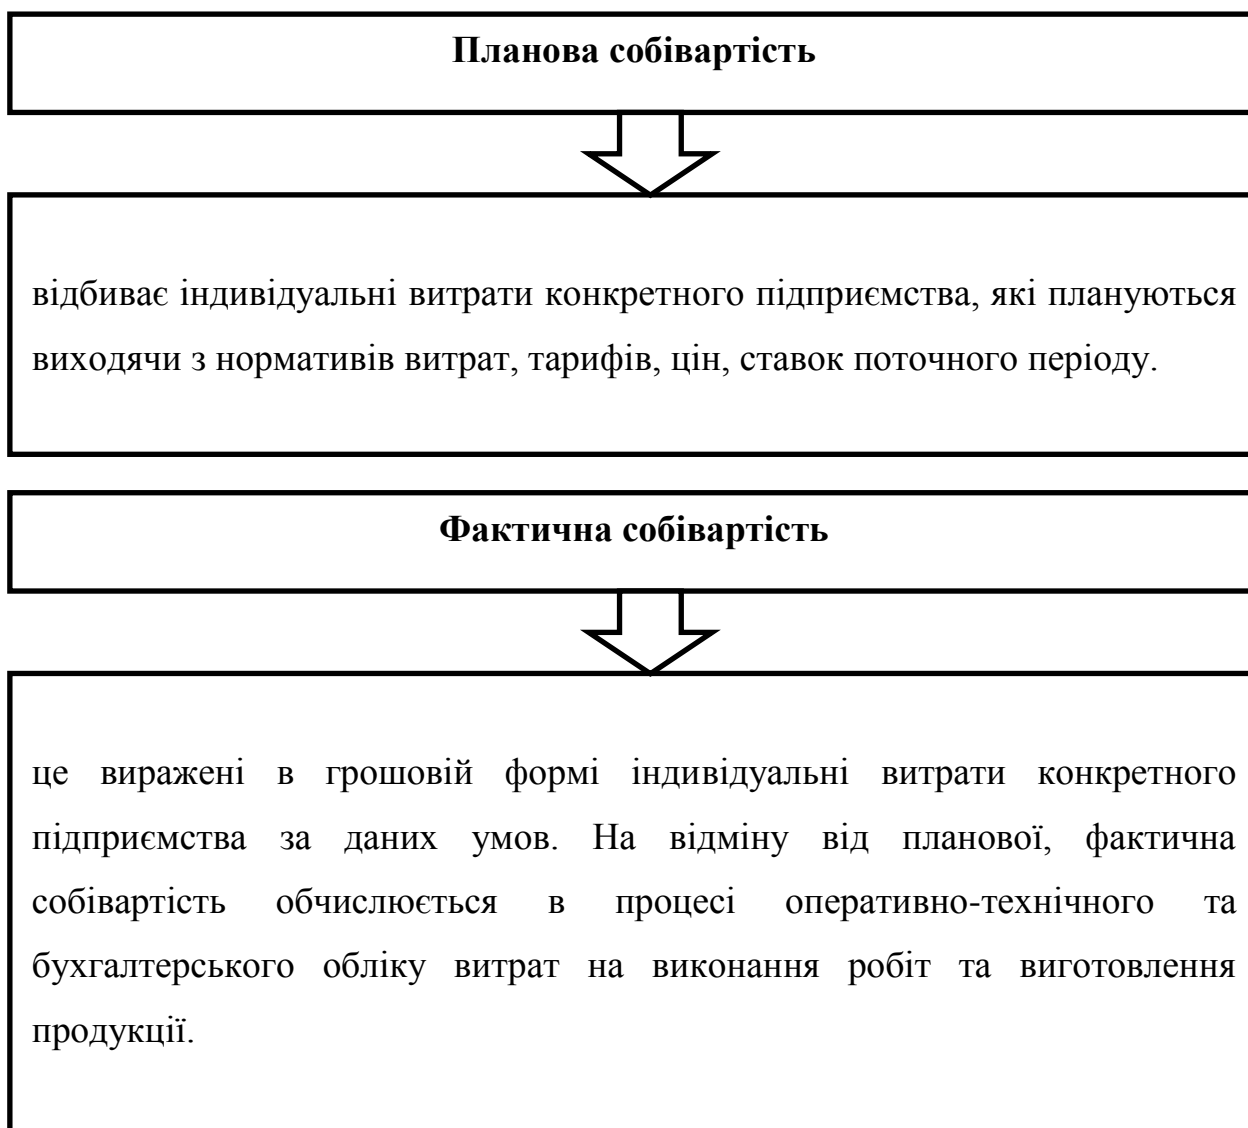 Планова собівартість
відбиває індивідуальні витрати конкретного підприємства, які плануються
виходячи з нормативів витрат, тарифів, цін, ставок поточного періоду.
Фактична собівартість
це виражені в грошовій формі індивідуальні витрати конкретного
підприємства за даних умов. На відміну від планової, фактична
собівартість обчислюється в процесі оперативно-технічного та
бухгалтерського обліку витрат на виконання робіт та виготовлення
продукції.